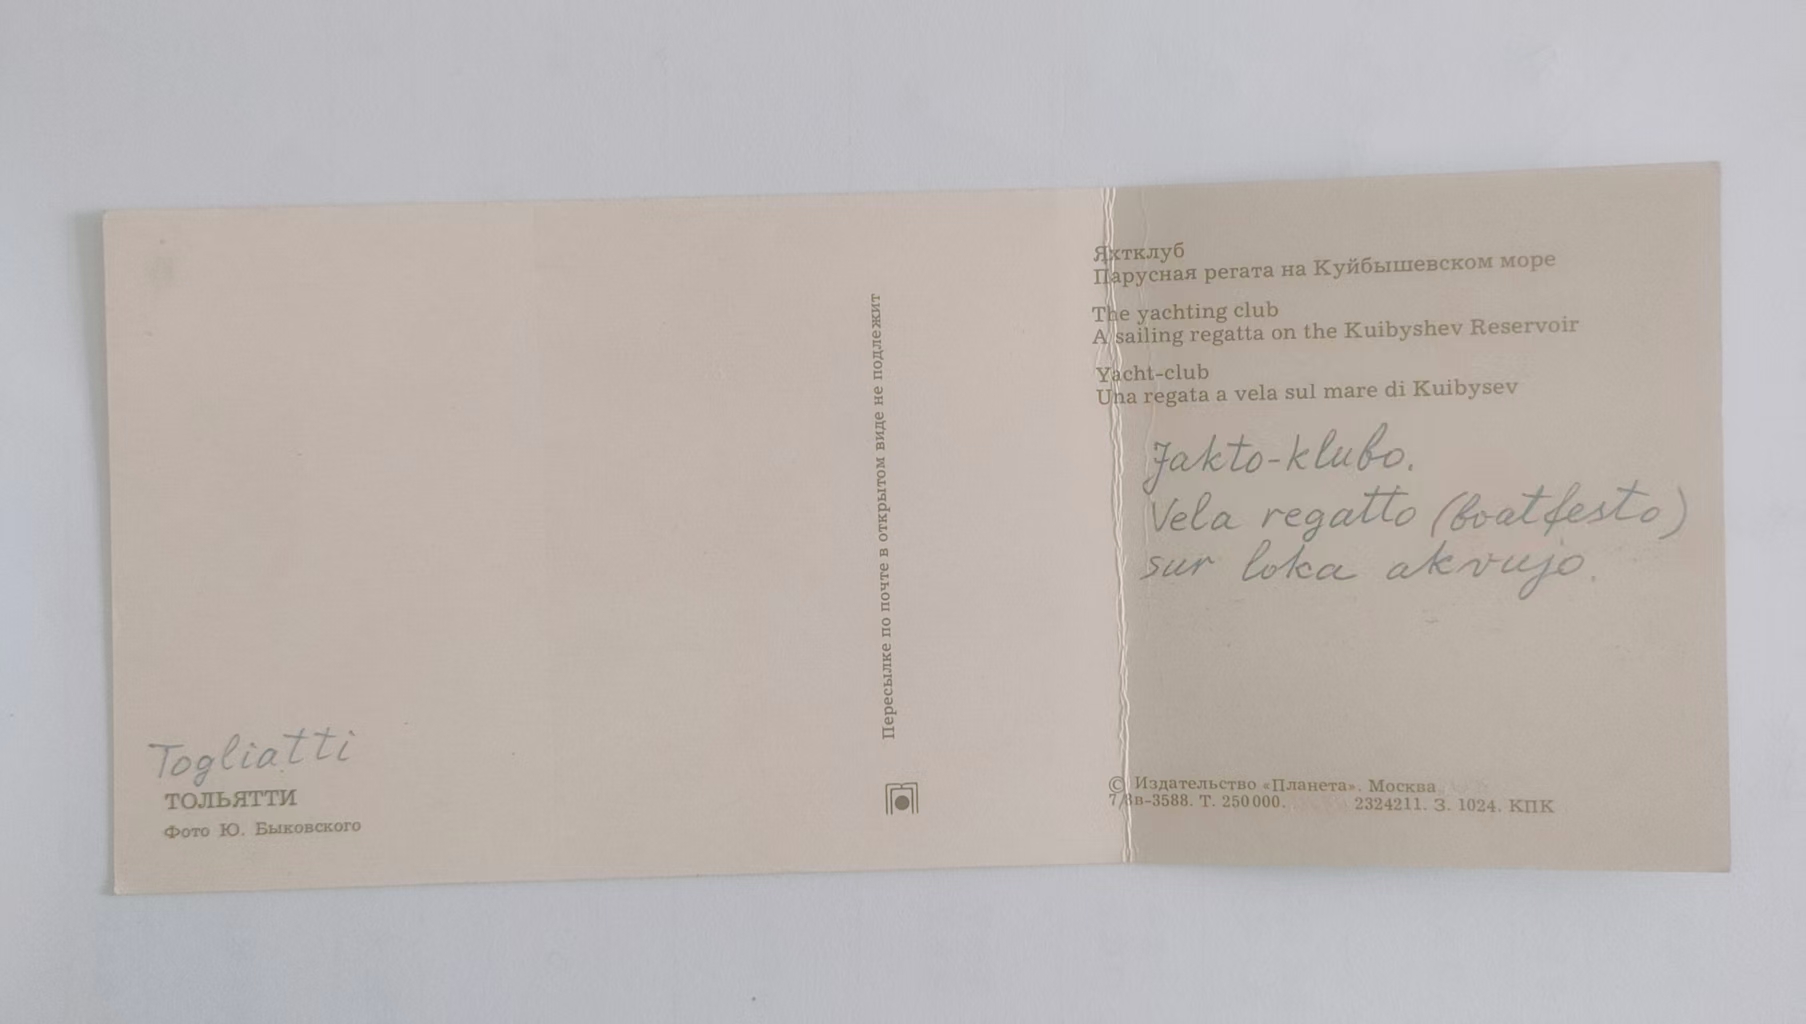 Togliatti
ТОЛЬЯТТИ
Фото Ю. Быковского
Пересылке по почте в открытом виде не подлежит
Яхтклуб
Парусная регата на Куйбышевском море
The yachting club
A sailing regatta on the Kuibyshev Reservoir
Yacht-club
Una regata a vela sul mare di Kuibysev
Jakto-klubo.
Vela regatto (boatfesto)
sur loka akvujo.
© Издательство «Планета». Москва
7/8в-3588. Т. 250000. 2324211. З. 1024. КПК